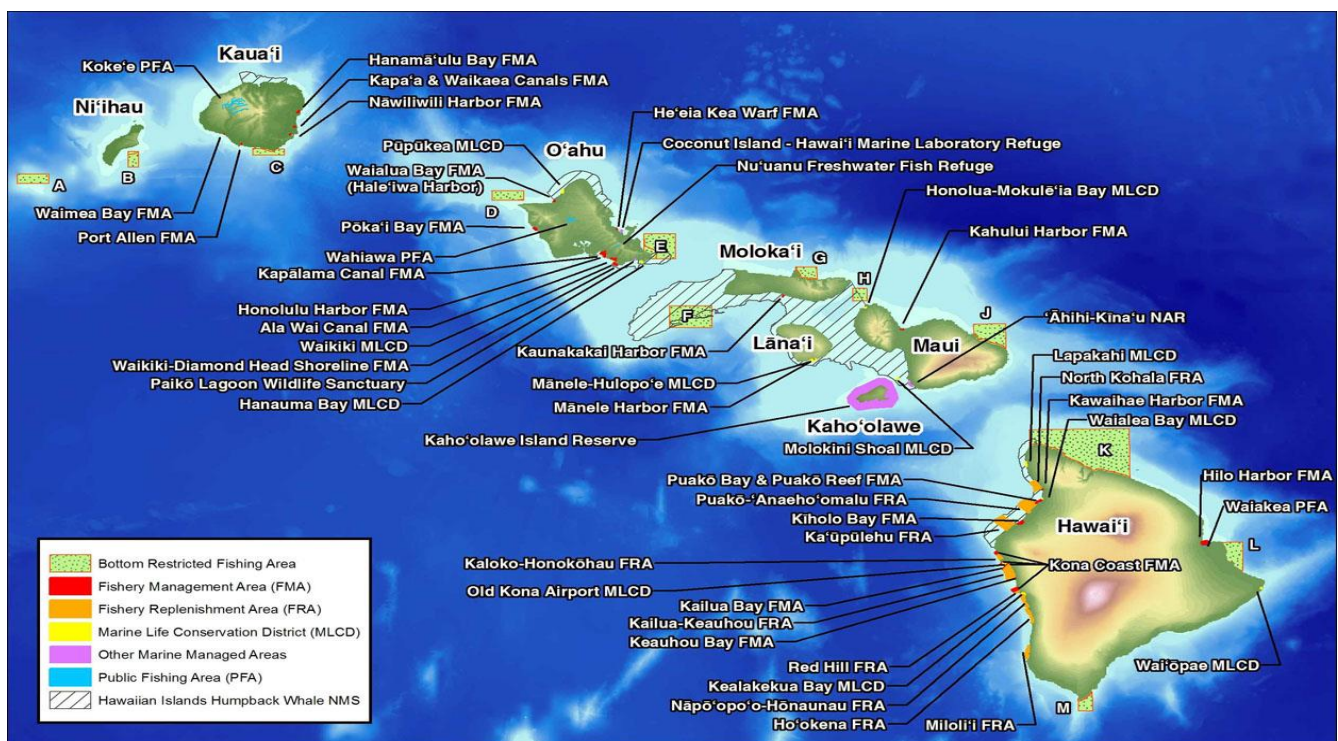 Kaua‘i
Koke‘e PFA
Hanamā‘ulu Bay FMA
Kapa‘a & Waikaea Canals FMA
Nāwiliwili Harbor FMA
Ni‘ihau
A
B
C
Waimea Bay FMA
Port Allen FMA
He‘eia Kea Warf FMA
Coconut Island - Hawai‘i Marine Laboratory Refuge
Nu‘uanu Freshwater Fish Refuge
Pūpūkea MLCD
O‘ahu
Waialua Bay FMA
(Hale‘iwa Harbor)
D
Pōka‘i Bay FMA
Wahiawa PFA
Kapālama Canal FMA
E
Honolulu Harbor FMA
Ala Wai Canal FMA
Waikiki MLCD
Waikiki-Diamond Head Shoreline FMA
Paikō Lagoon Wildlife Sanctuary
Hanauma Bay MLCD
Honolua-Mokulē‘ia Bay MLCD
Kahului Harbor FMA
Moloka‘i
G
H
F
J
‘Āhihi-Kīna‘u NAR
Kaunakakai Harbor FMA
Lāna‘i
Maui
Mānele-Hulopo‘e MLCD
Mānele Harbor FMA
Kaho‘olawe Island Reserve
Kaho‘olawe
Molokini Shoal MLCD
Lapakahi MLCD
North Kohala FRA
Kawaihae Harbor FMA
Waialea Bay MLCD
K
Puakō Bay & Puakō Reef FMA
Puakō-‘Anaeho‘omalu FRA
Kīholo Bay FMA
Ka‘ūpūlehu FRA
Hawai‘i
Hilo Harbor FMA
Waiakea PFA
L
Kaloko-Honokōhau FRA
Kona Coast FMA
Old Kona Airport MLCD
Kailua Bay FMA
Kailua-Keauhou FRA
Keauhou Bay FMA
Red Hill FRA
Kealakekua Bay MLCD
Nāpō‘opo‘o-Hōnaunau FRA
Ho‘okena FRA
Miloli‘i FRA
M
Wai‘ōpae MLCD
Bottom Restricted Fishing Area
Fishery Management Area (FMA)
Fishery Replenishment Area (FRA)
Marine Life Conservation District (MLCD)
Other Marine Managed Areas
Public Fishing Area (PFA)
Hawaiian Islands Humpback Whale NMS